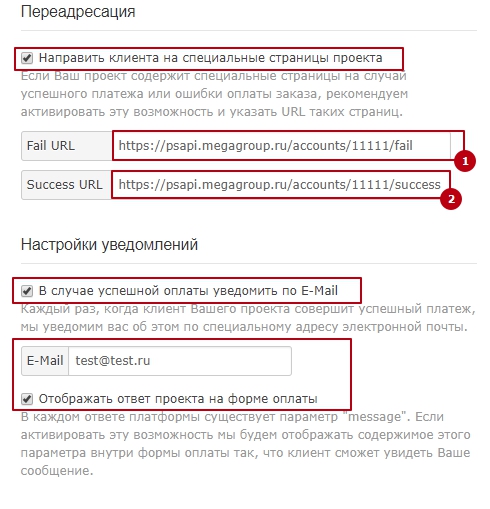 Переадресация
Направить клиента на специальные страницы проекта
Если Ваш проект содержит специальные страницы на случай
успешного платежа или ошибки оплаты заказа, рекомендуем
активировать эту возможность и указать URL таких страниц.
Fail URL https://psapi.megagroup.ru/accounts/11111/fail
1
Success URL https://psapi.megagroup.ru/accounts/11111/success
2
Настройки уведомлений
В случае успешной оплаты уведомить по E-Mail
Каждый раз, когда клиент Вашего проекта совершит успешный платеж,
мы уведомим вас об этом по специальному адресу электронной почты.
E-Mail test@test.ru
Отображать ответ проекта на форме оплаты
В каждом ответе платформы существует параметр "message". Если
активировать эту возможность мы будем отображать содержимое этого
параметра внутри формы оплаты так, что клиент сможет увидеть Ваше
сообщение.